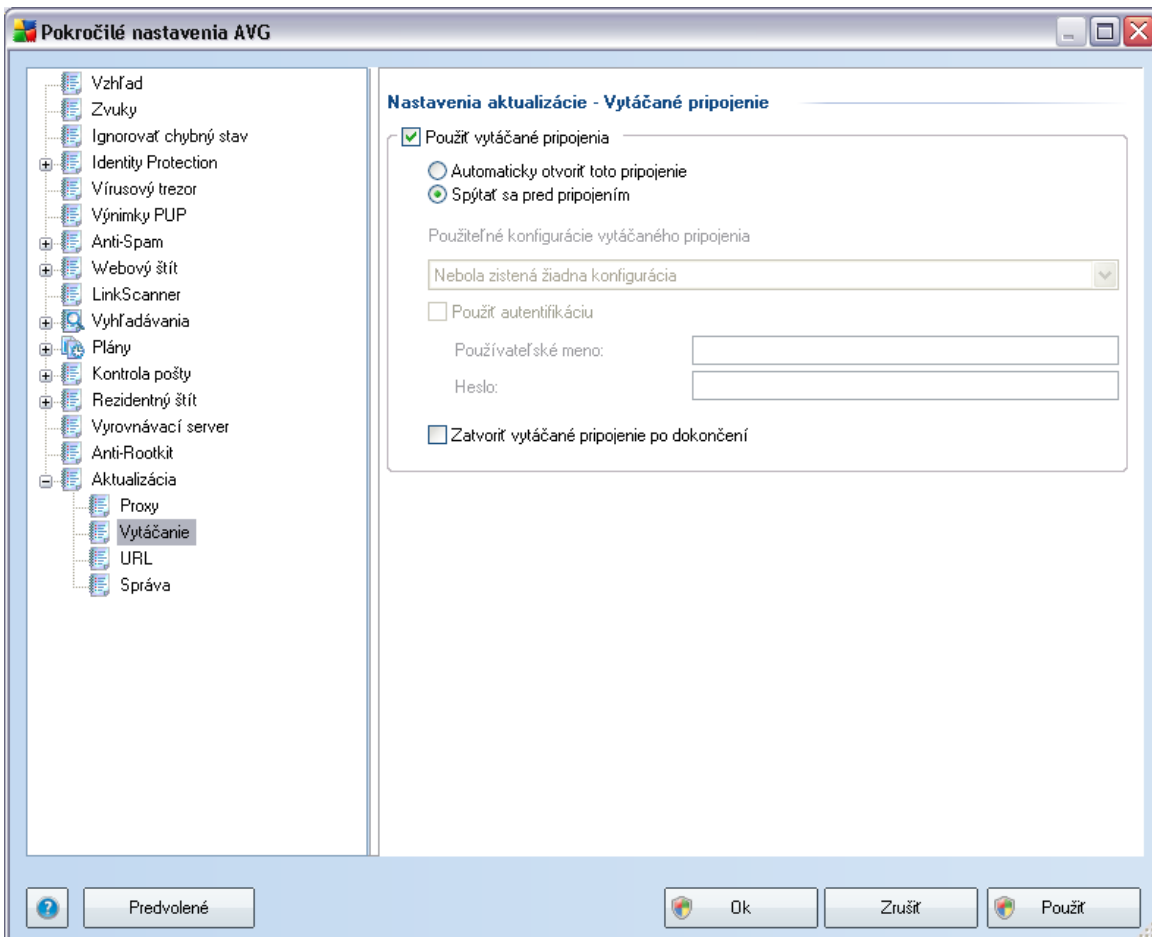 Pokročilé nastavenia AVG
Vzhľad
Zvuky
Ignorovať chybný stav
Identity Protection
Vírusový trezor
Výnimky PUP
Anti-Spam
Webový štít
LinkScanner
Vyhľadávania
Plány
Kontrola pošty
Rezidentný štít
Vyrovnávací server
Anti-Rootkit
Aktualizácia
Proxy
Vytáčanie
URL
Správa
Nastavenia aktualizácie - Vytáčané pripojenie
Použiť vytáčané pripojenia
Automaticky otvoriť toto pripojenie
Spýtať sa pred pripojením
Použiteľné konfigurácie vytáčaného pripojenia
Nebola zistená žiadna konfigurácia
Použiť autentifikáciu
Používateľské meno:
Heslo:
Zatvoriť vytáčané pripojenie po dokončení
Predvolené
Ok
Zrušiť
Použiť